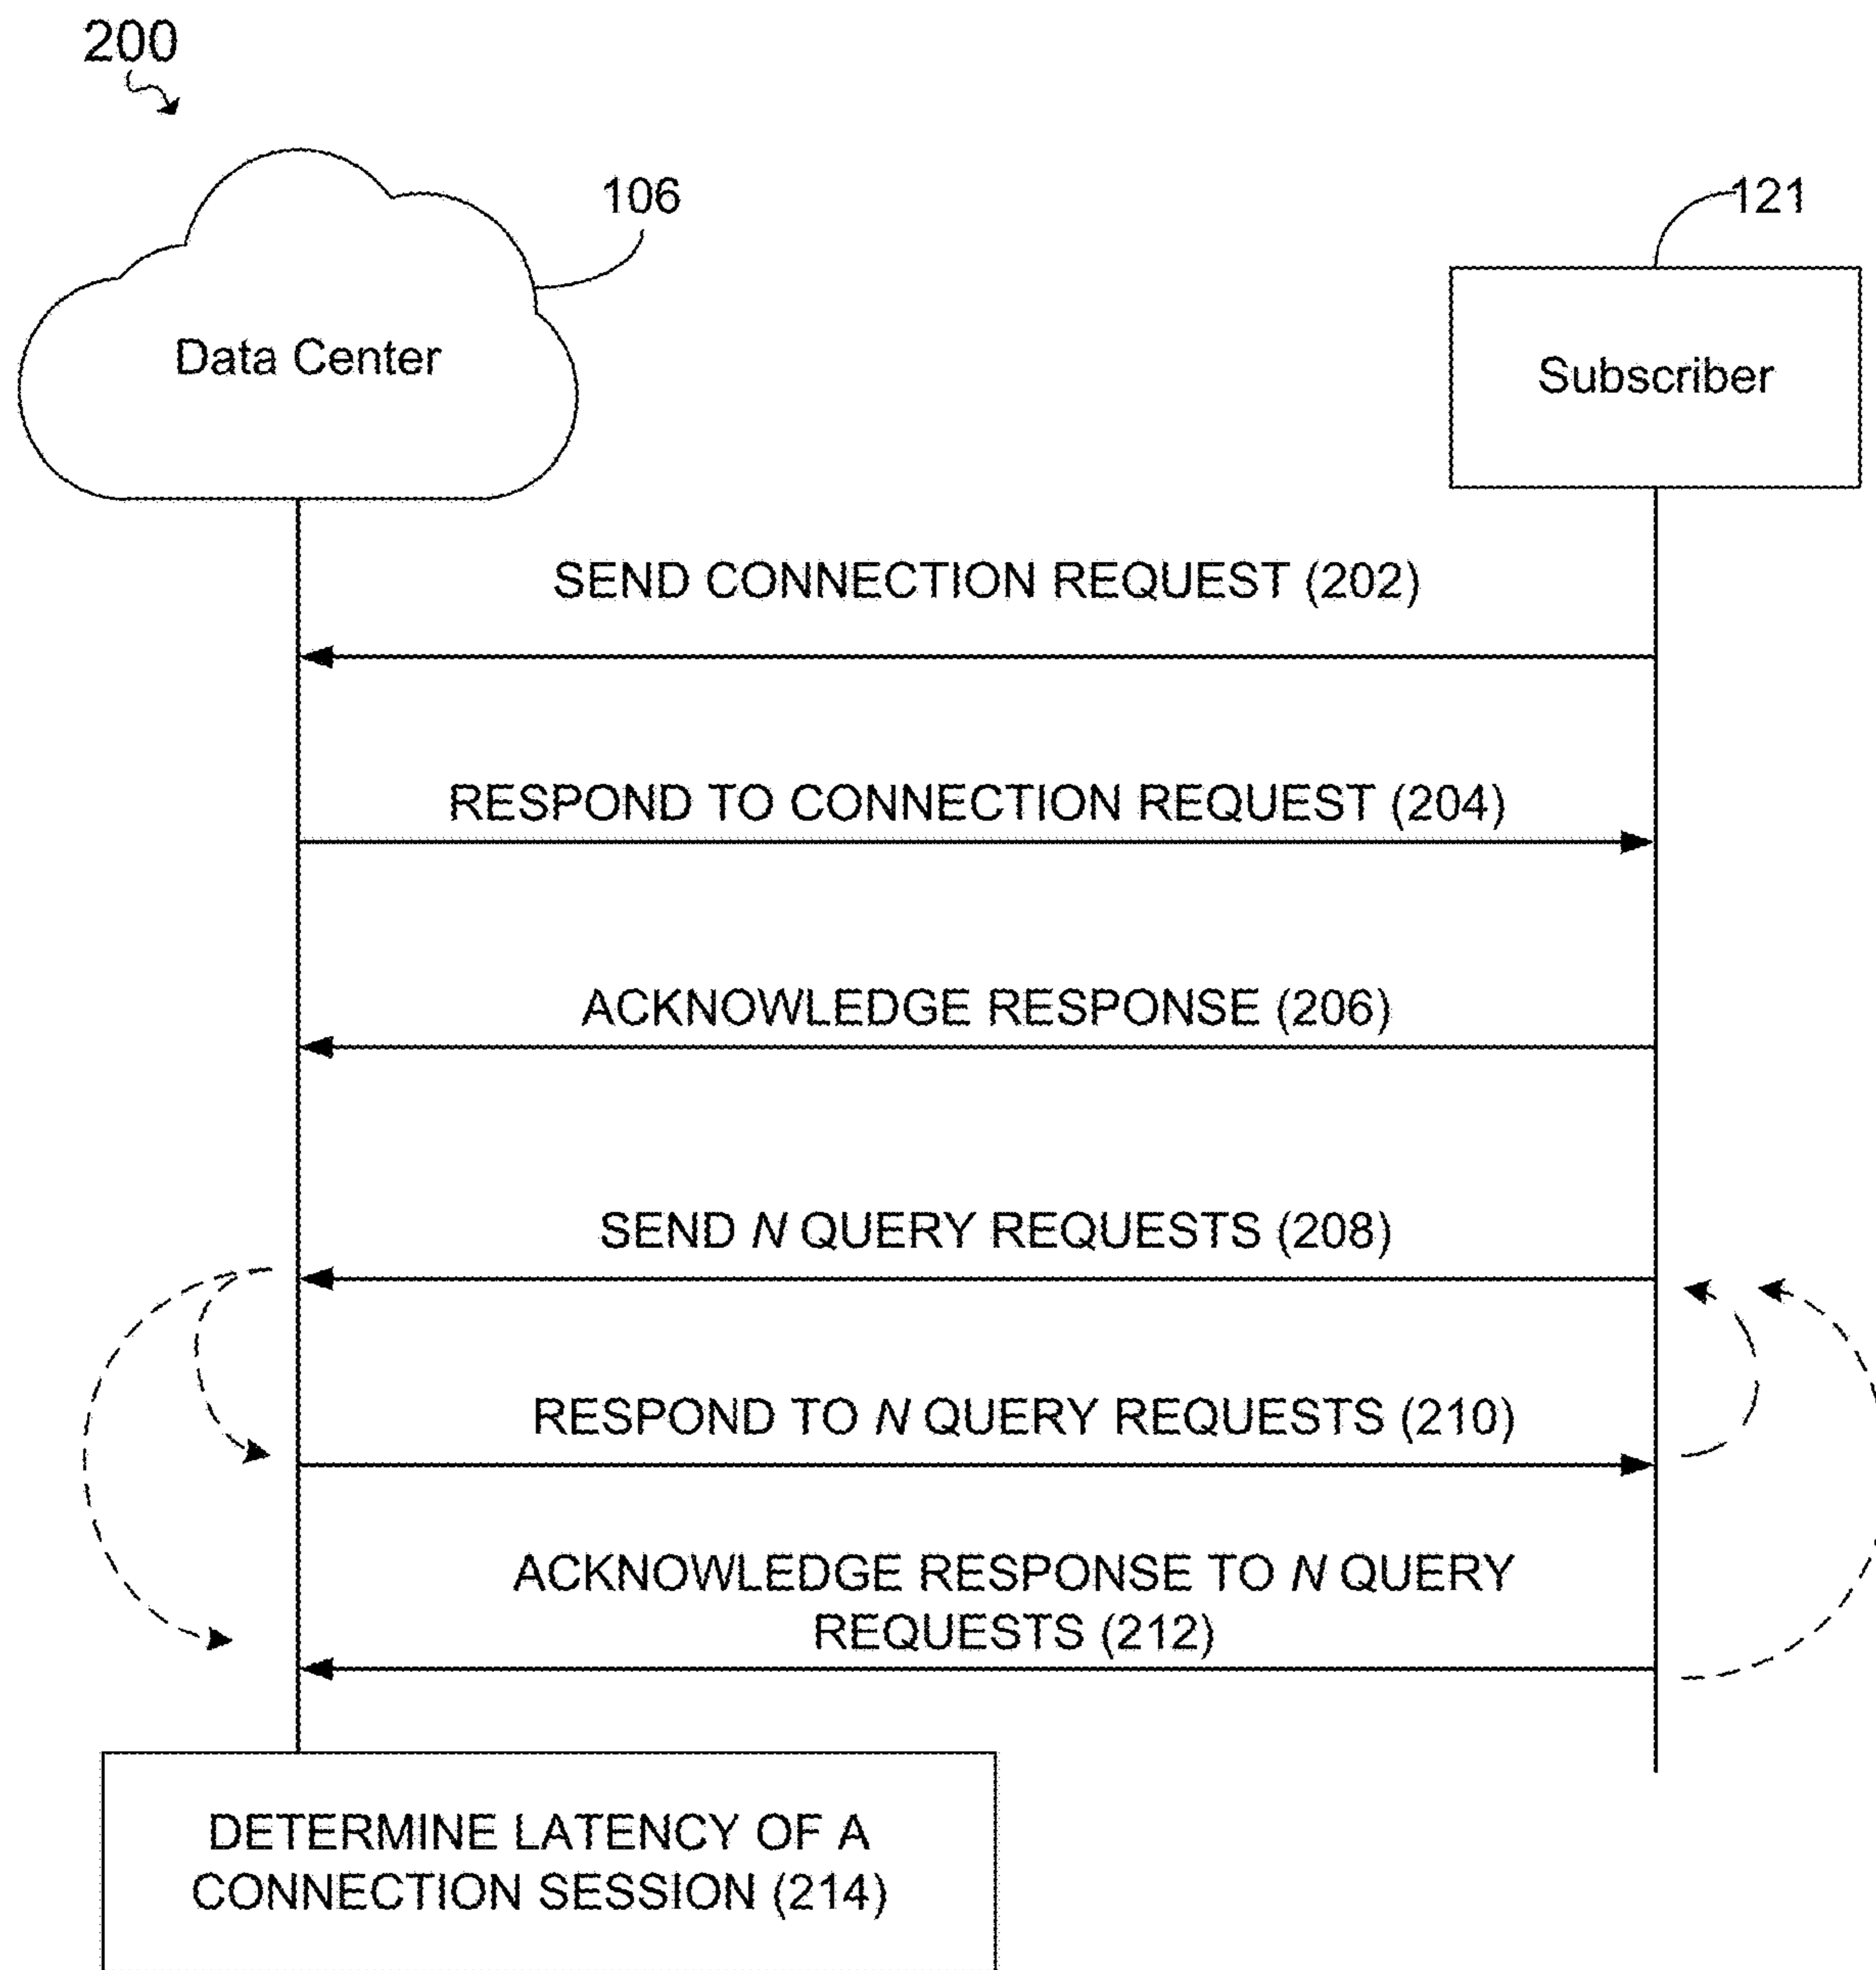 200
106
121
Data Center
Subscriber
SEND CONNECTION REQUEST (202)
RESPOND TO CONNECTION REQUEST (204)
ACKNOWLEDGE RESPONSE (206)
SEND N QUERY REQUESTS (208)
RESPOND TO N QUERY REQUESTS (210)
ACKNOWLEDGE RESPONSE TO N QUERY
REQUESTS (212)
DETERMINE LATENCY OF A
CONNECTION SESSION (214)